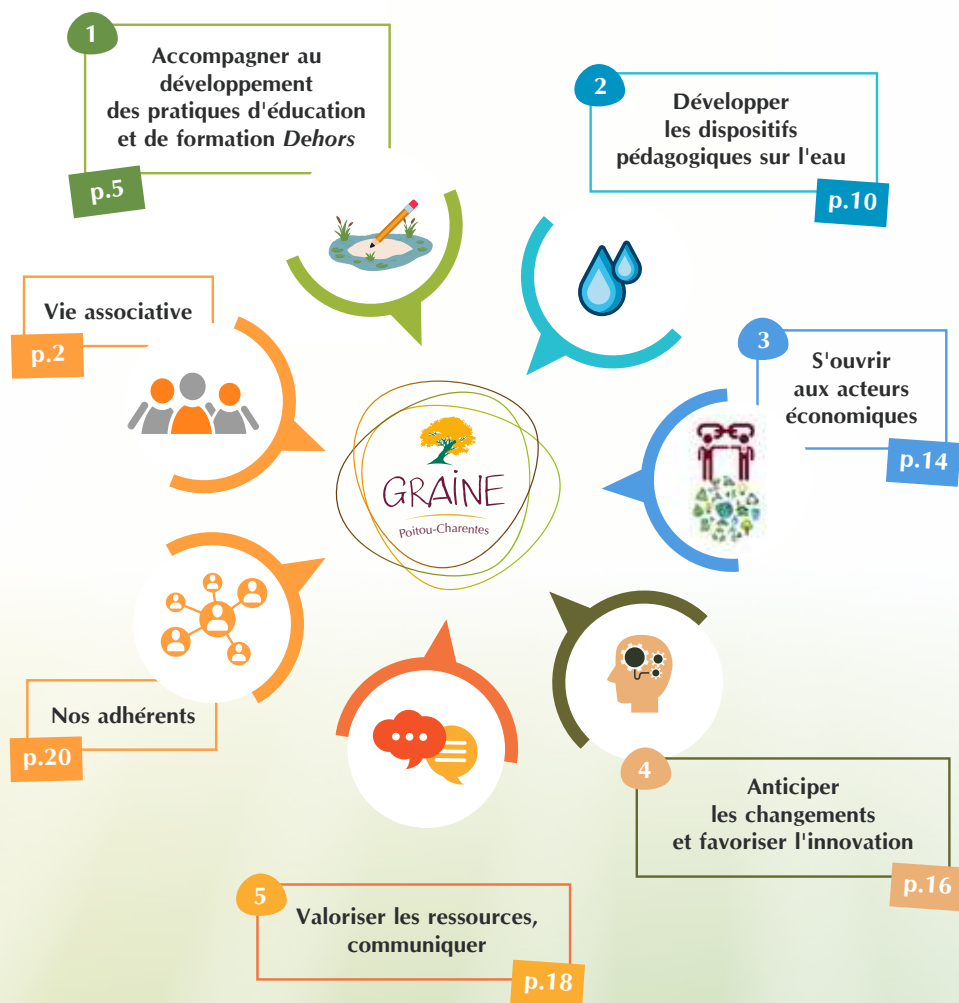 1
Accompagner au
développement
des pratiques d'éducation
et de formation Dehors
p.5
2
Développer
les dispositifs
pédagogiques sur l'eau
p.10
Vie associative
p.2
3
S'ouvrir
aux acteurs
économiques
p.14
GRAINE
Poitou-Charentes
Nos adhérents
p.20
4
Anticiper
les changements
et favoriser l'innovation
p.16
5
Valoriser les ressources,
communiquer
p.18